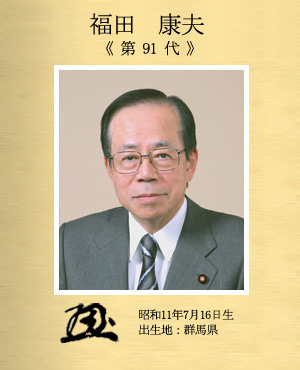 福田　康夫
《 第 91 代 》
昭和11年7月16日生
出生地：群馬県